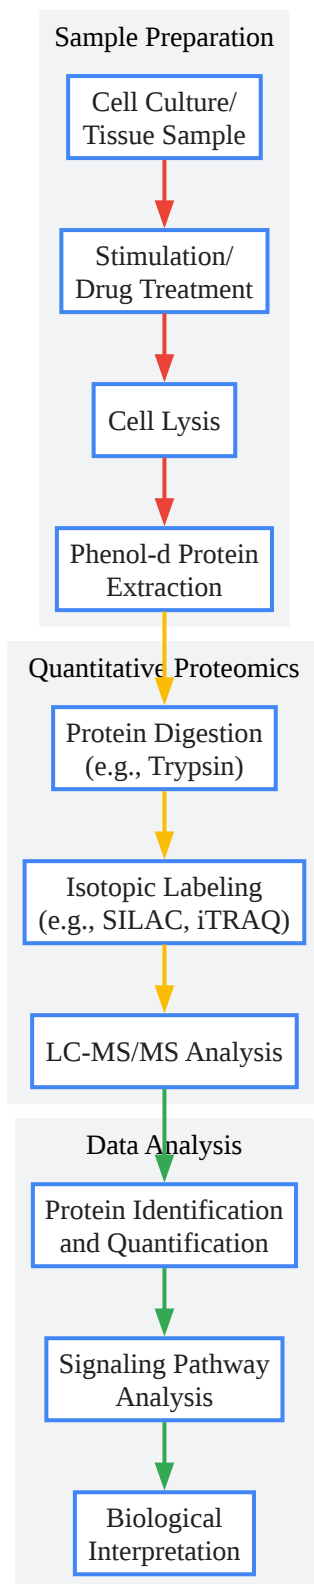 Sample Preparation
Cell Culture/
Tissue Sample
Stimulation/
Drug Treatment
Cell Lysis
Phenol-d Protein
Extraction
Quantitative Proteomics
Protein Digestion
(e.g., Trypsin)
Isotopic Labeling
(e.g., SILAC, iTRAQ)
LC-MS/MS Analysis
Data Analysis
Protein Identification
and Quantification
Signaling Pathway
Analysis
Biological
Interpretation